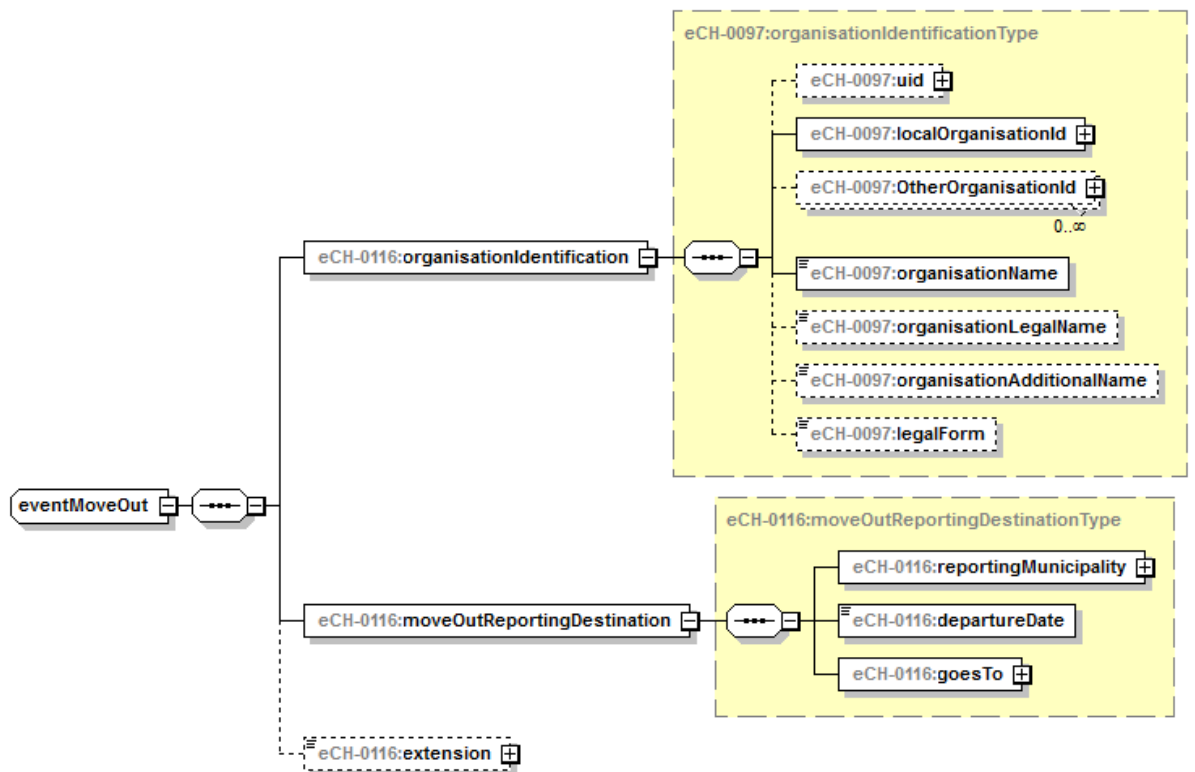 eCH-0097:organisationIdentificationType
eCH-0097:uid
eCH-0097:localOrganisationId
eCH-0097:OtherOrganisationId
0..∞
eCH-0116:organisationIdentification
eCH-0097:organisationName
eCH-0097:organisationLegalName
eCH-0097:organisationAdditionalName
eCH-0097:legalForm
eventMoveOut
eCH-0116:moveOutReportingDestinationType
eCH-0116:reportingMunicipality
eCH-0116:moveOutReportingDestination
eCH-0116:departureDate
eCH-0116:goesTo
eCH-0116:extension